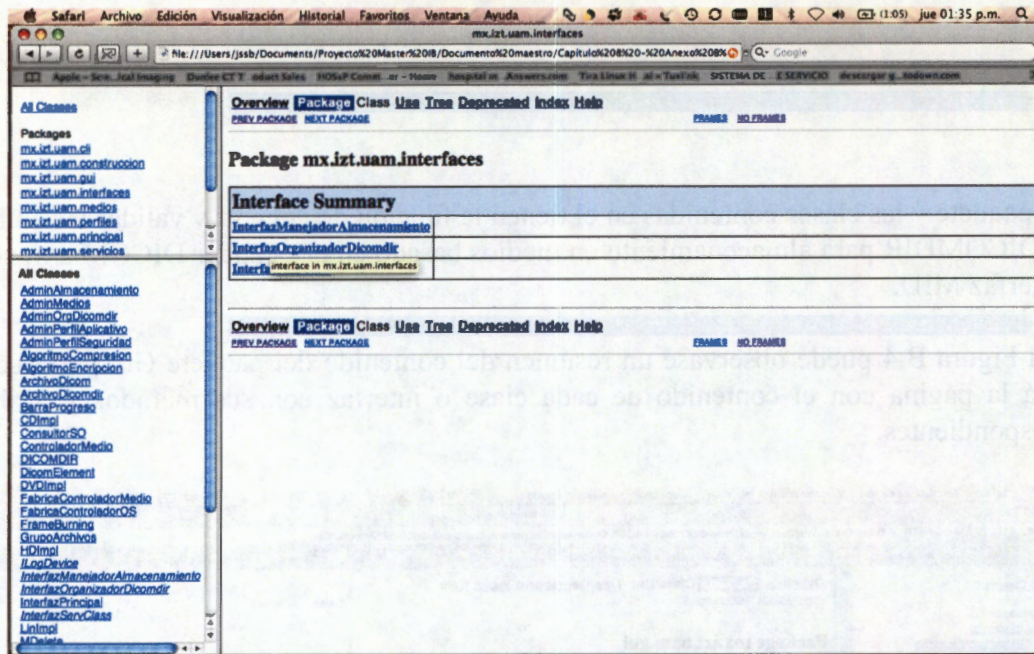 Safari Archivo Edición Visualización Historial Favoritos Ventana Ayuda (1:05) jue 01:35 p.m.
mx.izt.uam.interfaces
file:///Users/jssb/Documents/Proyecto%20Master%20IB/Documento%20maestro/Capitulo%208%20-%20Anexo%20B%
Google
SISTEMA DE
All Classes
Packages
mx.izt.uam.cli
mx.izt.uam.construccion
mx.izt.uam.gui
mx.izt.uam.interfaces
mx.izt.uam.medios
mx.izt.uam.perfiles
mx.izt.uam.principal
mx.izt.uam.servicios
All Classes
AdminAlmacenamiento
AdminMedios
AdminOrgDicomdir
AdminPerfilAplicativo
AdminPerfilSeguridad
AlgoritmoCompresion
AlgoritmoEncripcion
ArchivoDicom
ArchivoDicomdir
BarraProgreso
CDImpl
ConsultorSO
ControladorMedio
DICOMDIR
DicomElement
DVDImpl
FabricaControladorMedio
FabricaControladorOS
FrameBurning
GrupoArchivos
HDImpl
ILogDevice
InterfazManejadorAlmacenamiento
InterfazOrganizadorDicomdir
InterfazPrincipal
InterfazServClass
LinImpl
MDelete
Overview Package Class Use Tree Deprecated Index Help
PREV PACKAGE NEXT PACKAGE FRAMES NO FRAMES
Package mx.izt.uam.interfaces
Interface Summary
InterfazManejadorAlmacenamiento
InterfazOrganizadorDicomdir
Interfa
interface in mx.izt.uam.interfaces
Overview Package Class Use Tree Deprecated Index Help
PREV PACKAGE NEXT PACKAGE FRAMES NO FRAMES